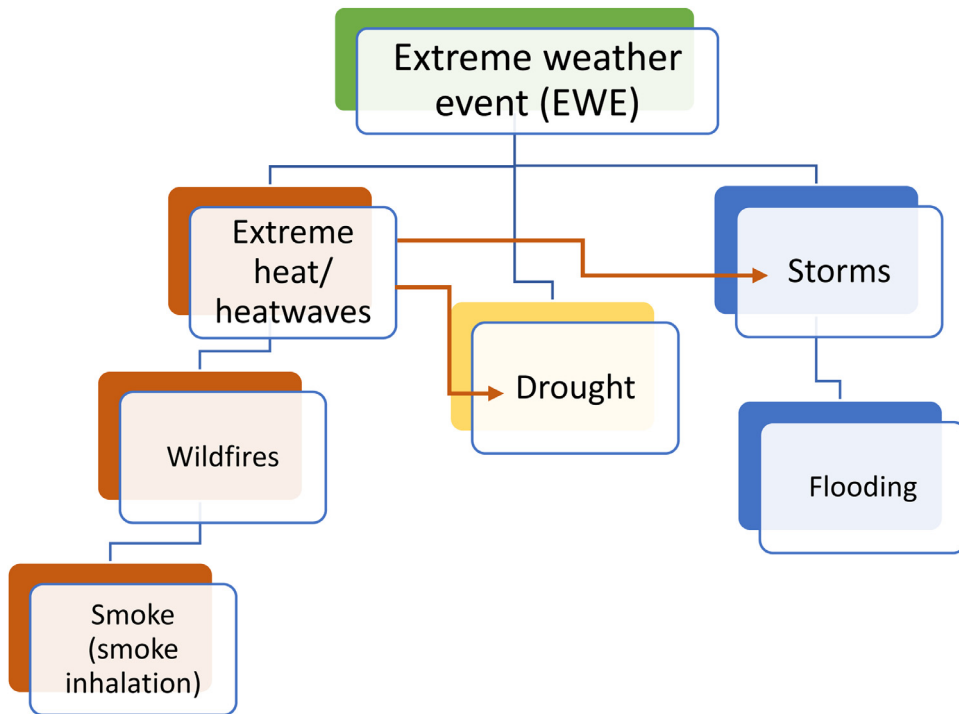 Extreme weather
event (EWE)
Extreme
heat/
heatwaves
Storms
Drought
Wildfires
Flooding
Smoke
(smoke
inhalation)